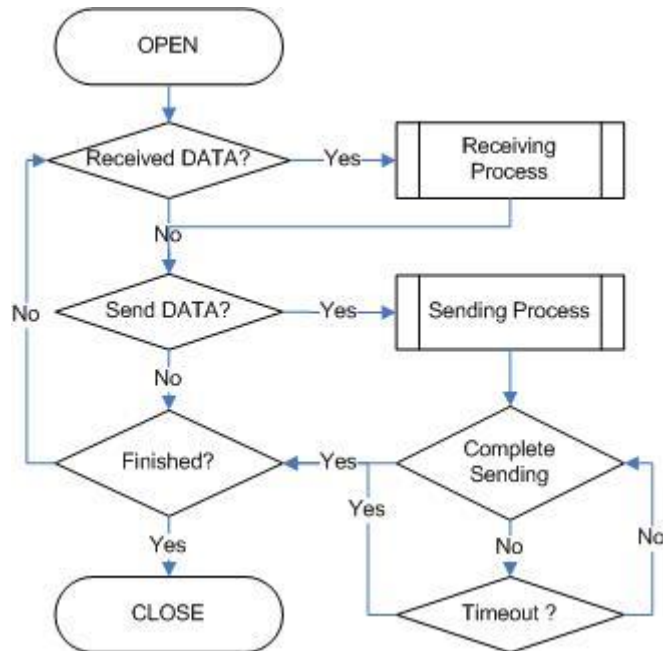 OPEN
Received DATA?
Yes
Receiving
Process
No
Send DATA?
Yes
Sending Process
No
No
Finished?
Yes
Complete
Sending
Yes
No
No
Yes
CLOSE
Timeout ?